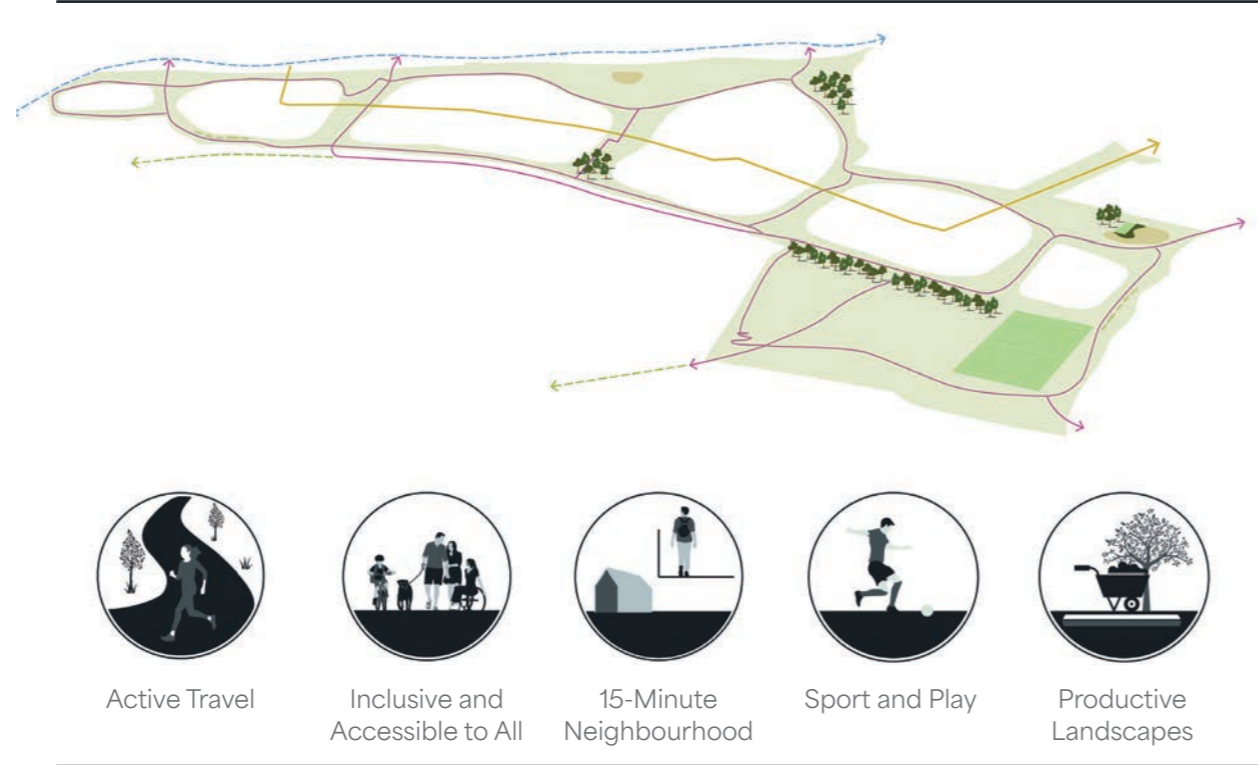 Active Travel
Inclusive and
Accessible to All
15-Minute
Neighbourhood
Sport and Play
Productive
Landscapes